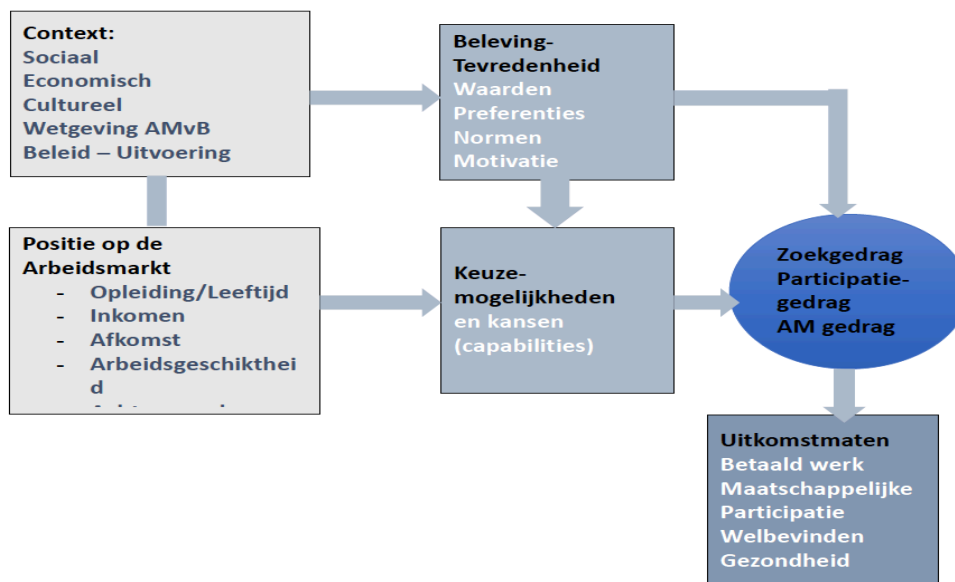 Context:
Sociaal
Economisch
Cultureel
Wetgeving AMvB
Beleid – Uitvoering
Beleving-
Tevredenheid
Waarden
Preferenties
Normen
Motivatie
Positie op de
Arbeidsmarkt
- Opleiding/Leeftijd
- Inkomen
- Afkomst
- Arbeidsgeschikthei
d
Keuze-
mogelijkheden
en kansen
(capabilities)
Zoekgedrag
Participatie-
gedrag
AM gedrag
Uitkomstmaten
Betaald werk
Maatschappelijke
Participatie
Welbevinden
Gezondheid